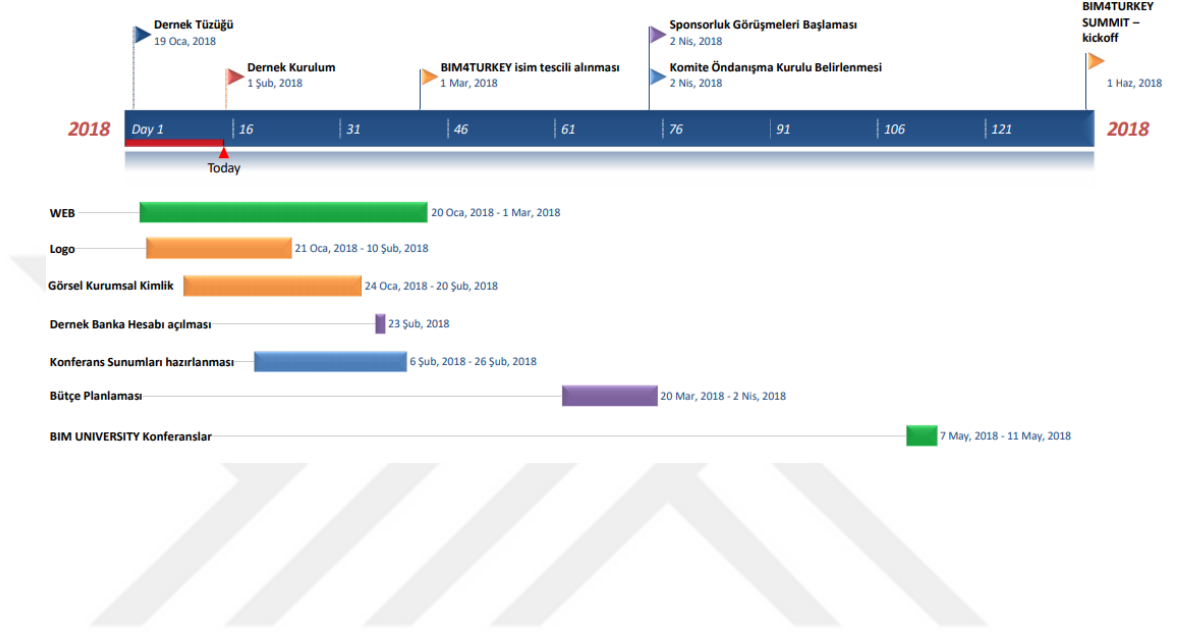 BIM4TURKEY
SUMMIT –
kickoff
1 Haz, 2018
Dernek Tüzüğü
19 Oca, 2018
Sponsorluk Görüşmeleri Başlaması
2 Nis, 2018
Dernek Kurulum
1 Şub, 2018
BIM4TURKEY isim tescili alınması
1 Mar, 2018
Komite Öndanışma Kurulu Belirlenmesi
2 Nis, 2018
2018 Day 1 16 31 46 61 76 91 106 121 2018
Today
WEB 20 Oca, 2018 - 1 Mar, 2018
Logo 21 Oca, 2018 - 10 Şub, 2018
Görsel Kurumsal Kimlik 24 Oca, 2018 - 20 Şub, 2018
Dernek Banka Hesabı açılması 23 Şub, 2018
Konferans Sunumları hazırlanması 6 Şub, 2018 - 26 Şub, 2018
Bütçe Planlaması 20 Mar, 2018 - 2 Nis, 2018
BIM UNIVERSITY Konferanslar 7 May, 2018 - 11 May, 2018